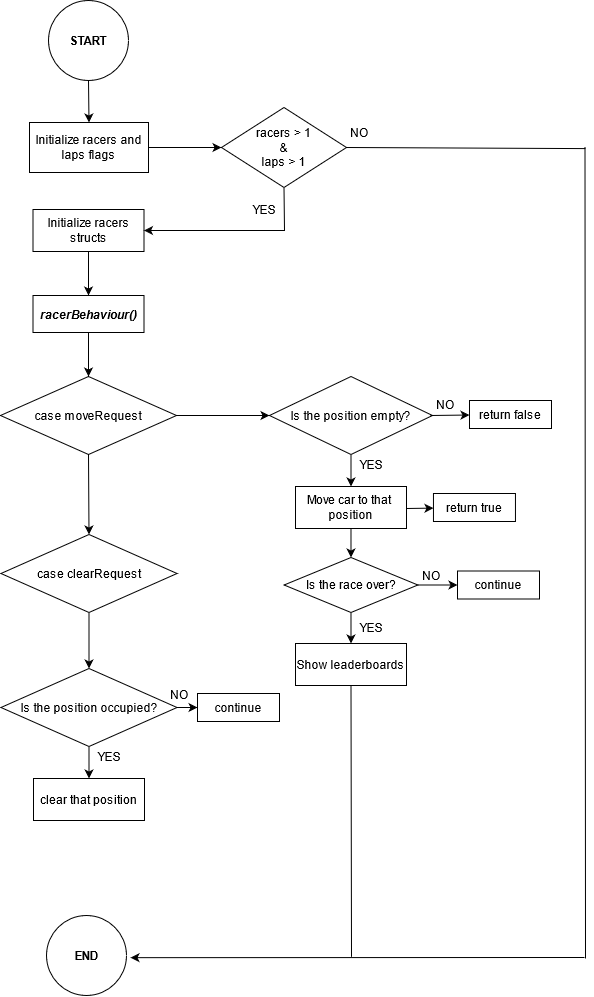 START
Initialize racers and
laps flags
racers > 1
&
laps > 1
NO
YES
Initialize racers
structs
racerBehaviour()
case moveRequest
Is the position empty?
NO
return false
YES
Move car to that
position
return true
case clearRequest
Is the race over?
NO
continue
YES
Show leaderboards
Is the position occupied?
NO
continue
YES
clear that position
END